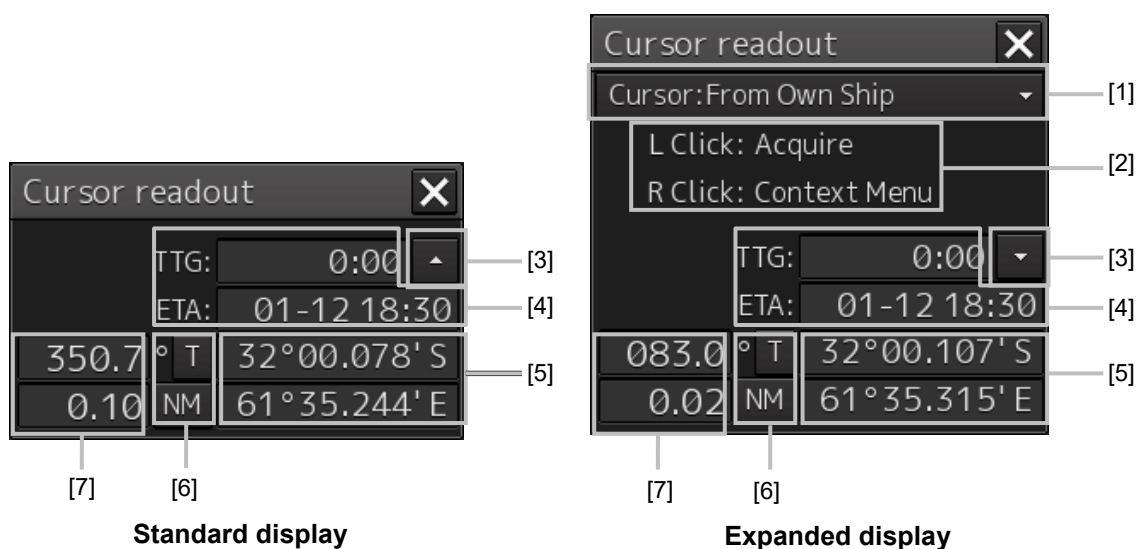 Cursor readout
TTG: 0:00
[3]
ETA: 01-12 18:30
[4]
350.7 ° T 32°00.078' S
[5]
0.10 NM 61°35.244' E
[7] [6]
Standard display
Cursor readout
Cursor:From Own Ship
[1]
L Click: Acquire
[2]
R Click: Context Menu
TTG: 0:00
[3]
ETA: 01-12 18:30
[4]
083.0 ° T 32°00.107' S
[5]
0.02 NM 61°35.315' E
[7] [6]
Expanded display